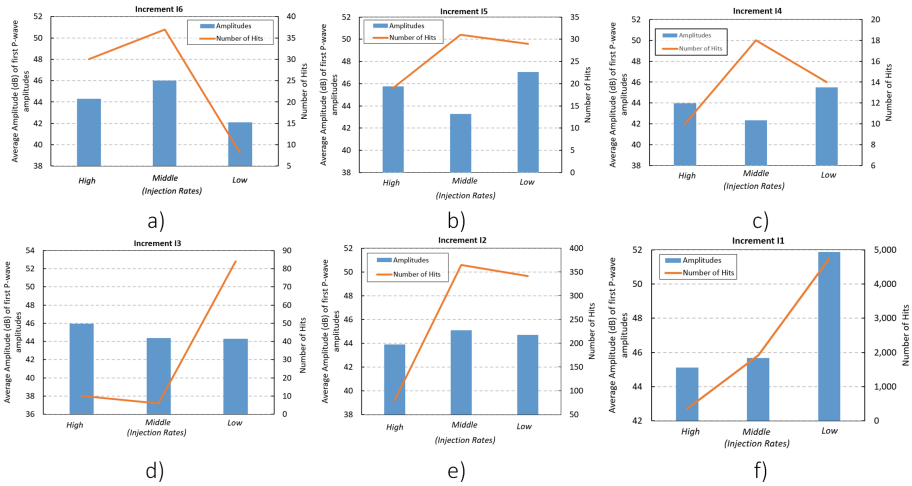 Increment I6
Average Amplitude (dB) of first P-wave
amplitudes
52
50
48
46
44
42
40
38
Amplitudes
Number of Hits
40
35
30
25
20
15
10
5
Number of Hits
High
Middle
Low
(Injection Rates)
a)
Increment I5
Average Amplitude (dB) of first P-wave
amplitudes
52
50
48
46
44
42
40
38
Amplitudes
Number of Hits
35
30
25
20
15
10
5
0
Number of Hits
High
Middle
Low
(Injection Rates)
b)
Increment I4
Average Amplitude (dB) of first P-wave
amplitudes
52
50
48
46
44
42
40
38
Amplitudes
Number of Hits
20
18
16
14
12
10
8
6
Number of Hits
High
Middle
Low
(Injection Rates)
c)
Increment I3
Average Amplitude (dB) of first P-wave
amplitudes
54
52
50
48
46
44
42
40
38
36
Amplitudes
Number of Hits
90
80
70
60
50
40
30
20
10
0
Number of Hits
High
Middle
Low
(Injection Rates)
d)
Increment I2
Average Amplitude (dB) of first P-wave
amplitudes
52
50
48
46
44
42
40
38
Amplitudes
Number of Hits
400
350
300
250
200
150
100
50
Number of Hits
High
Middle
Low
(Injection Rates)
e)
Increment I1
Average Amplitude (dB) of first P-wave
amplitudes
52
50
48
46
44
42
Amplitudes
Number of Hits
5,000
4,000
3,000
2,000
1,000
0
Number of Hits
High
Middle
Low
(Injection Rates)
f)